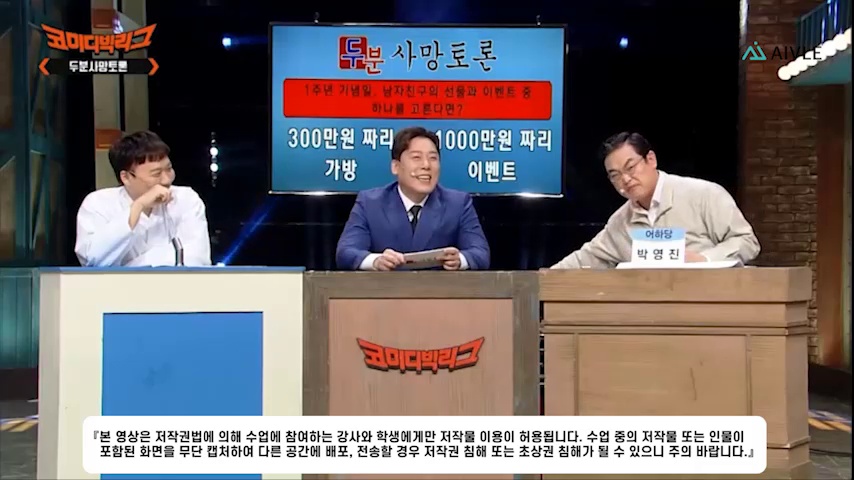 코미디빅리그
두분사망토론
두분 사망토론
AIVLE
1주년 기념일, 남자친구의 선물과 이벤트 중
하나를 고른다면?
300만원 짜리
1000만원 짜리
가방
이벤트
어하당
박영진
코미디빅리그
『본 영상은 저작권법에 의해 수업에 참여하는 강사와 학생에게만 저작물 이용이 허용됩니다. 수업 중의 저작물 또는 인물이
포함된 화면을 무단 캡처하여 다른 공간에 배포, 전송할 경우 저작권 침해 또는 초상권 침해가 될 수 있으니 주의 바랍니다.』